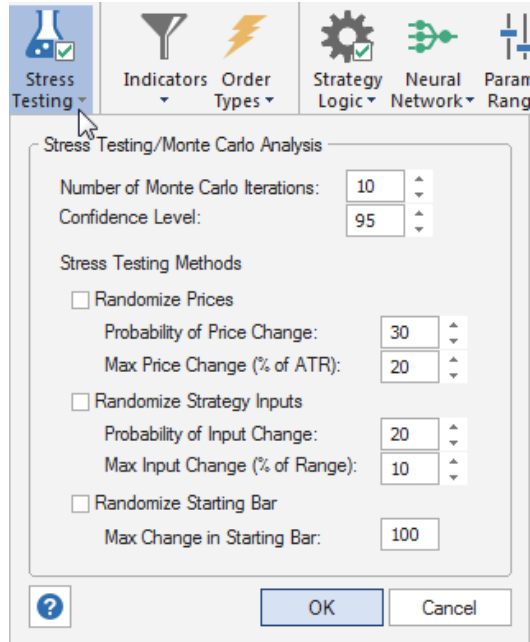 Stress
Testing
Indicators
Order
Types
Strategy
Logic
Neural
Network
Param
Rang
Stress Testing/Monte Carlo Analysis
Number of Monte Carlo Iterations: 10
Confidence Level: 95
Stress Testing Methods
Randomize Prices
Probability of Price Change: 30
Max Price Change (% of ATR): 20
Randomize Strategy Inputs
Probability of Input Change: 20
Max Input Change (% of Range): 10
Randomize Starting Bar
Max Change in Starting Bar: 100
? OK Cancel